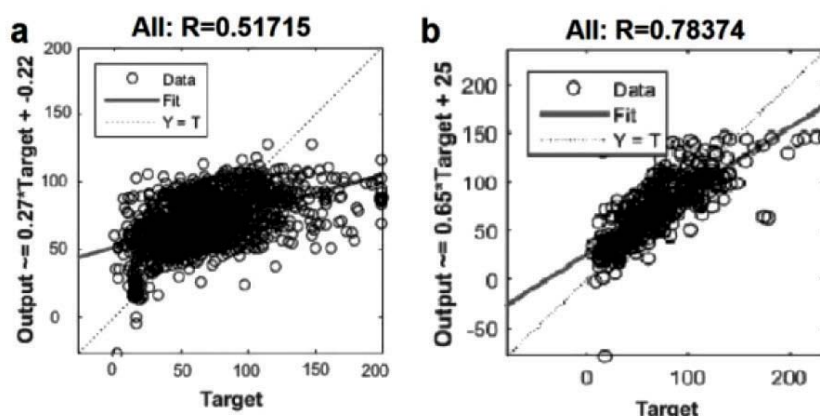 a
All: R=0.51715
Output ~= 0.27*Target + -0.22
200
150
100
50
0
Data
Fit
Y = T
0 50 100 150 200
Target
b
All: R=0.78374
Output ~= 0.65*Target + 25
200
150
100
50
0
-50
Data
Fit
Y = T
0 100 200
Target